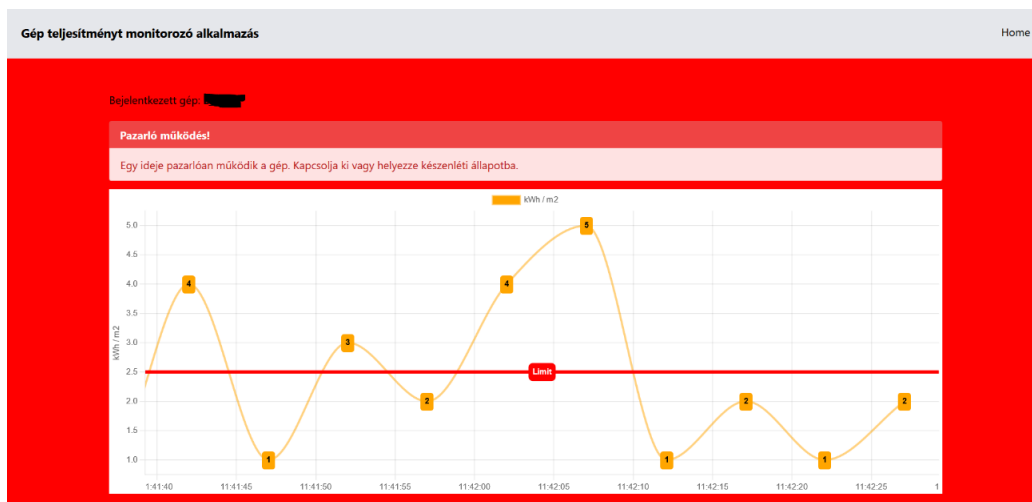 Gép teljesítményt monitorozó alkalmazás
Home
Bejelentkezett gép:
Pazarló működés!
Egy ideje pazarlóan működik a gép. Kapcsolja ki vagy helyezze készenléti állapotba.
kWh / m2
5.0
4.5
4.0
3.5
3.0
2.5
2.0
1.5
1.0
kWh / m2
4
1
3
2
4
5
1
2
1
2
Limit
1:41:40 11:41:45 11:41:50 11:41:55 11:42:00 11:42:05 11:42:10 11:42:15 11:42:20 11:42:25 1